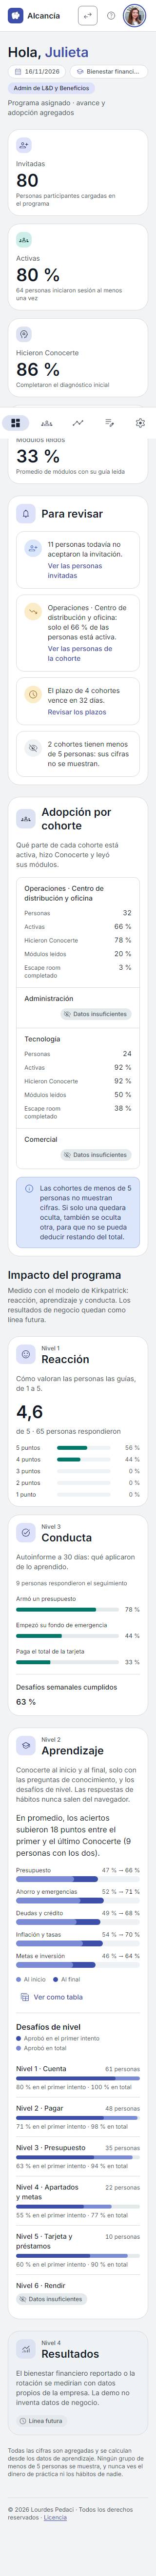 Alcancía
Hola, Julieta
16/11/2026
Bienestar financi...
Admin de L&D y Beneficios
Programa asignado · avance y
adopción agregados
Invitadas
80
Personas participantes cargadas en
el programa
Activas
80 %
64 personas iniciaron sesión al menos
una vez
Hicieron Conocerte
86 %
Completaron el diagnóstico inicial
Módulos leídos
33 %
Promedio de módulos con su guía leída
Para revisar
11 personas todavía no
aceptaron la invitación.
Ver las personas
invitadas
Operaciones · Centro de
distribución y oficina:
solo el 66 % de las
personas está activa.
Ver las personas de
la cohorte
El plazo de 4 cohortes
vence en 32 días.
Revisar los plazos
2 cohortes tienen menos
de 5 personas: sus cifras
no se muestran.
Adopción por
cohorte
Qué parte de cada cohorte está
activa, hizo Conocerte y leyó
sus módulos.
Operaciones · Centro de
distribución y oficina
Personas 32
Activas 66 %
Hicieron Conocerte 78 %
Módulos leídos 20 %
Escape room
completado 3 %
Administración
Datos insuficientes
Tecnología
Personas 24
Activas 92 %
Hicieron Conocerte 92 %
Módulos leídos 50 %
Escape room
completado 38 %
Comercial
Datos insuficientes
Las cohortes de menos de 5
personas no muestran
cifras. Si solo una quedara
oculta, también se oculta
otra, para que no se pueda
deducir restando del total.
Impacto del programa
Medido con el modelo de Kirkpatrick:
reacción, aprendizaje y conducta. Los
resultados de negocio quedan como
línea futura.
Nivel 1
Reacción
Cómo valoran las personas las guías,
de 1 a 5.
4,6
de 5 · 65 personas respondieron
5 puntos 56 %
4 puntos 44 %
3 puntos 0 %
2 puntos 0 %
1 punto 0 %
Nivel 3
Conducta
Autoinforme a 30 días: qué aplicaron
de lo aprendido.
9 personas respondieron el seguimiento
Armó un presupuesto
78 %
Empezó su fondo de emergencia
44 %
Paga el total de la tarjeta
33 %
Desafíos semanales cumplidos
63 %
Nivel 2
Aprendizaje
Conocerte al inicio y al final, solo con
las preguntas de conocimiento, y los
desafíos de nivel. Las respuestas de
hábitos nunca salen del navegador.
En promedio, los aciertos
subieron 18 puntos entre el
primer y el último Conocerte (9
personas con los dos).
Presupuesto 47 % → 66 %
Ahorro y emergencias 52 % → 71 %
Deudas y crédito 49 % → 68 %
Inflación y tasas 54 % → 70 %
Metas e inversión 46 % → 64 %
Al inicio Al final
Ver como tabla
Desafíos de nivel
Aprobó en el primer intento
Aprobó en total
Nivel 1 · Cuenta 61 personas
80 % en el primer intento · 100 % en total
Nivel 2 · Pagar 48 personas
71 % en el primer intento · 98 % en total
Nivel 3 · Presupuesto 35 personas
63 % en el primer intento · 94 % en total
Nivel 4 · Apartados
y metas 22 personas
55 % en el primer intento · 77 % en total
Nivel 5 · Tarjeta y
préstamos 10 personas
60 % en el primer intento · 90 % en total
Nivel 6 · Rendir
Datos insuficientes
Nivel 4
Resultados
El bienestar financiero reportado o la
rotación se medirían con datos
propios de la empresa. La demo no
inventa datos de negocio.
Línea futura
Todas las cifras son agregadas y se calculan
desde los datos de aprendizaje. Ningún grupo de
menos de 5 personas se muestra, y nunca ves el
dinero de práctica ni los hábitos de nadie.
© 2026 Lourdes Pedaci · Todos los derechos
reservados · Licencia